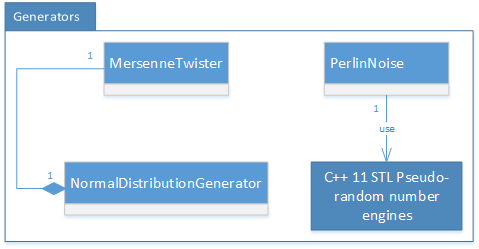 Generators
1
MersenneTwister
PerlinNoise
1
use
1
NormalDistributionGenerator
C++ 11 STL Pseudo-
random number
engines